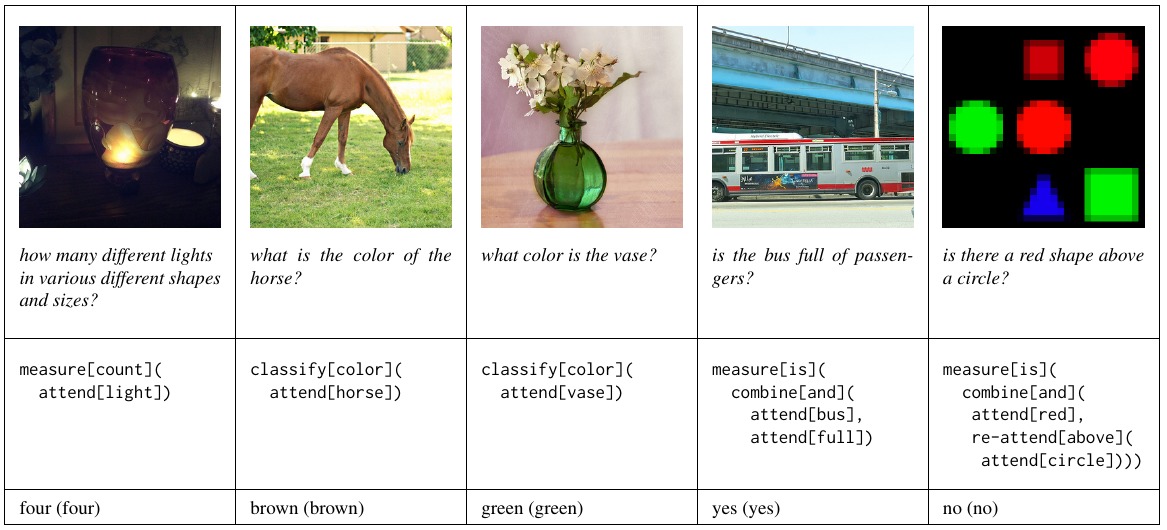 how many different lights
in various different shapes
and sizes?
what is the color of the
horse?
what color is the vase?
is the bus full of passen-
gers?
is there a red shape above
a circle?
measure[count](
attend[light])
classify[color](
attend[horse])
classify[color](
attend[vase])
measure[is](
combine[and](
attend[bus],
attend[full])
measure[is](
combine[and](
attend[red],
re-attend[above](
attend[circle])))
four (four)
brown (brown)
green (green)
yes (yes)
no (no)